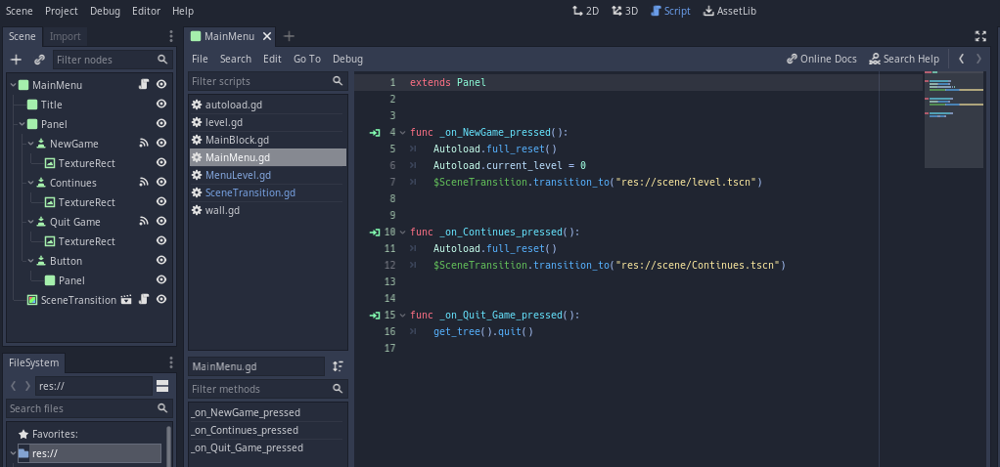 Scene Project Debug Editor Help 2D 3D Script AssetLib
Scene Import
Filter nodes
MainMenu
Title
Panel
NewGame
TextureRect
Continues
TextureRect
Quit Game
TextureRect
Button
Panel
SceneTransition
FileSystem
res://
Search files
Favorites:
res://
MainMenu
File Search Edit Go To Debug Online Docs Search Help
Filter scripts
autoload.gd
level.gd
MainBlock.gd
MainMenu.gd
MenuLevel.gd
SceneTransition.gd
wall.gd
MainMenu.gd
Filter methods
_on_NewGame_pressed
_on_Continues_pressed
_on_Quit_Game_pressed
1 extends Panel
2
3
4 func _on_NewGame_pressed():
5 Autoload.full_reset()
6 Autoload.current_level = 0
7 $SceneTransition.transition_to("res://scene/level.tscn")
8
9
10 func _on_Continues_pressed():
11 Autoload.full_reset()
12 $SceneTransition.transition_to("res://scene/Continues.tscn")
13
14
15 func _on_Quit_Game_pressed():
16 get_tree().quit()
17